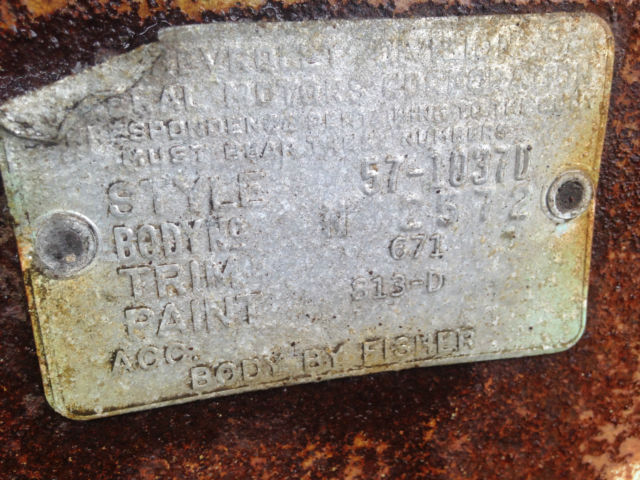 CHEVROLET DIVISION
GENERAL MOTORS CORPORATION
CORRESPONDENCE PERTAINING TO THE BODY
MUST BEAR THESE NUMBERS
STYLE 57-1037D
BODY NO. N 2572
TRIM 671
PAINT 813-D
ACC.
BODY BY FISHER